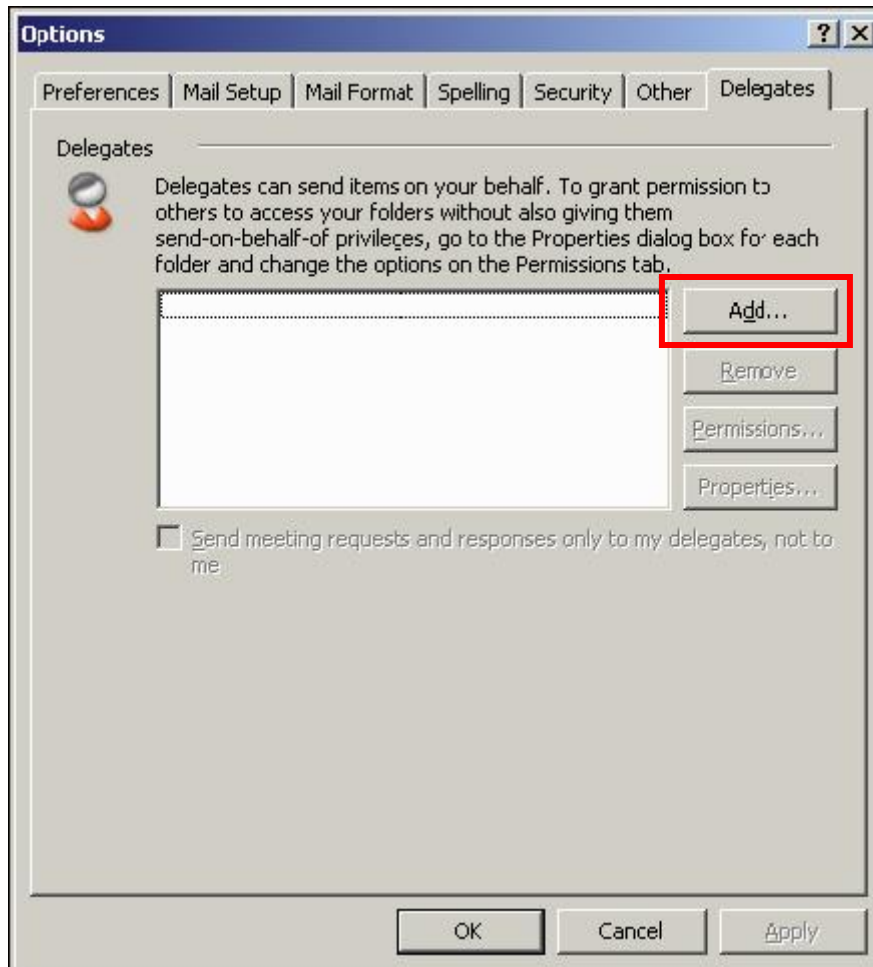 Options
Preferences Mail Setup Mail Format Spelling Security Other Delegates
Delegates
Delegates can send items on your behalf. To grant permission to
others to access your folders without also giving them
send-on-behalf-of privileges, go to the Properties dialog box for each
folder and change the options on the Permissions tab.
Add...
Remove
Permissions...
Properties...
Send meeting requests and responses only to my delegates, not to
me
OK Cancel Apply